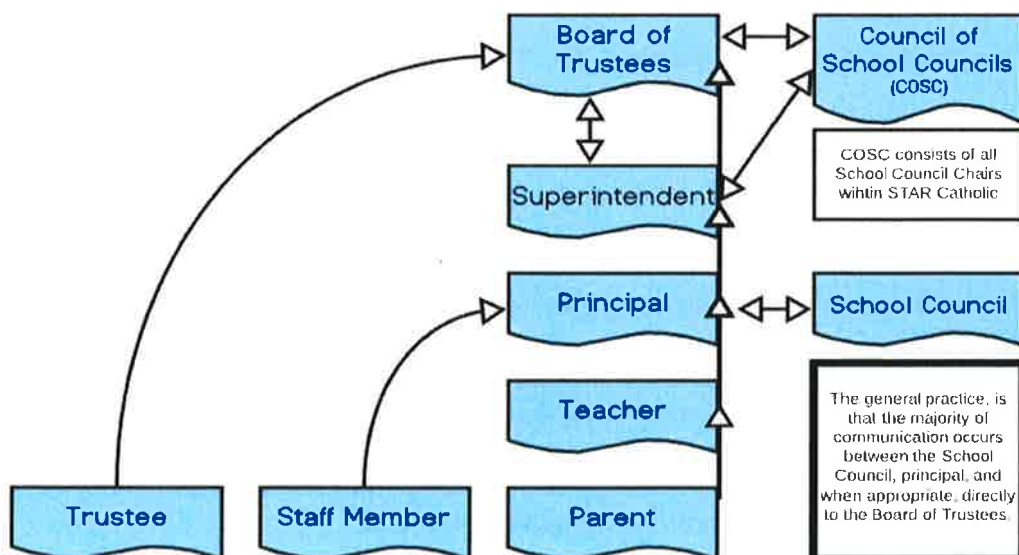 Board of
Trustees
Council of
School Councils
(COSC)
COSC consists of all
School Council Chairs
wihtin STAR Catholic
Superintendent
Principal
School Council
Teacher
The general practice, is
that the majority of
communication occurs
between the School
Council, principal, and
when appropriate, directly
to the Board of Trustees.
Trustee
Staff Member
Parent